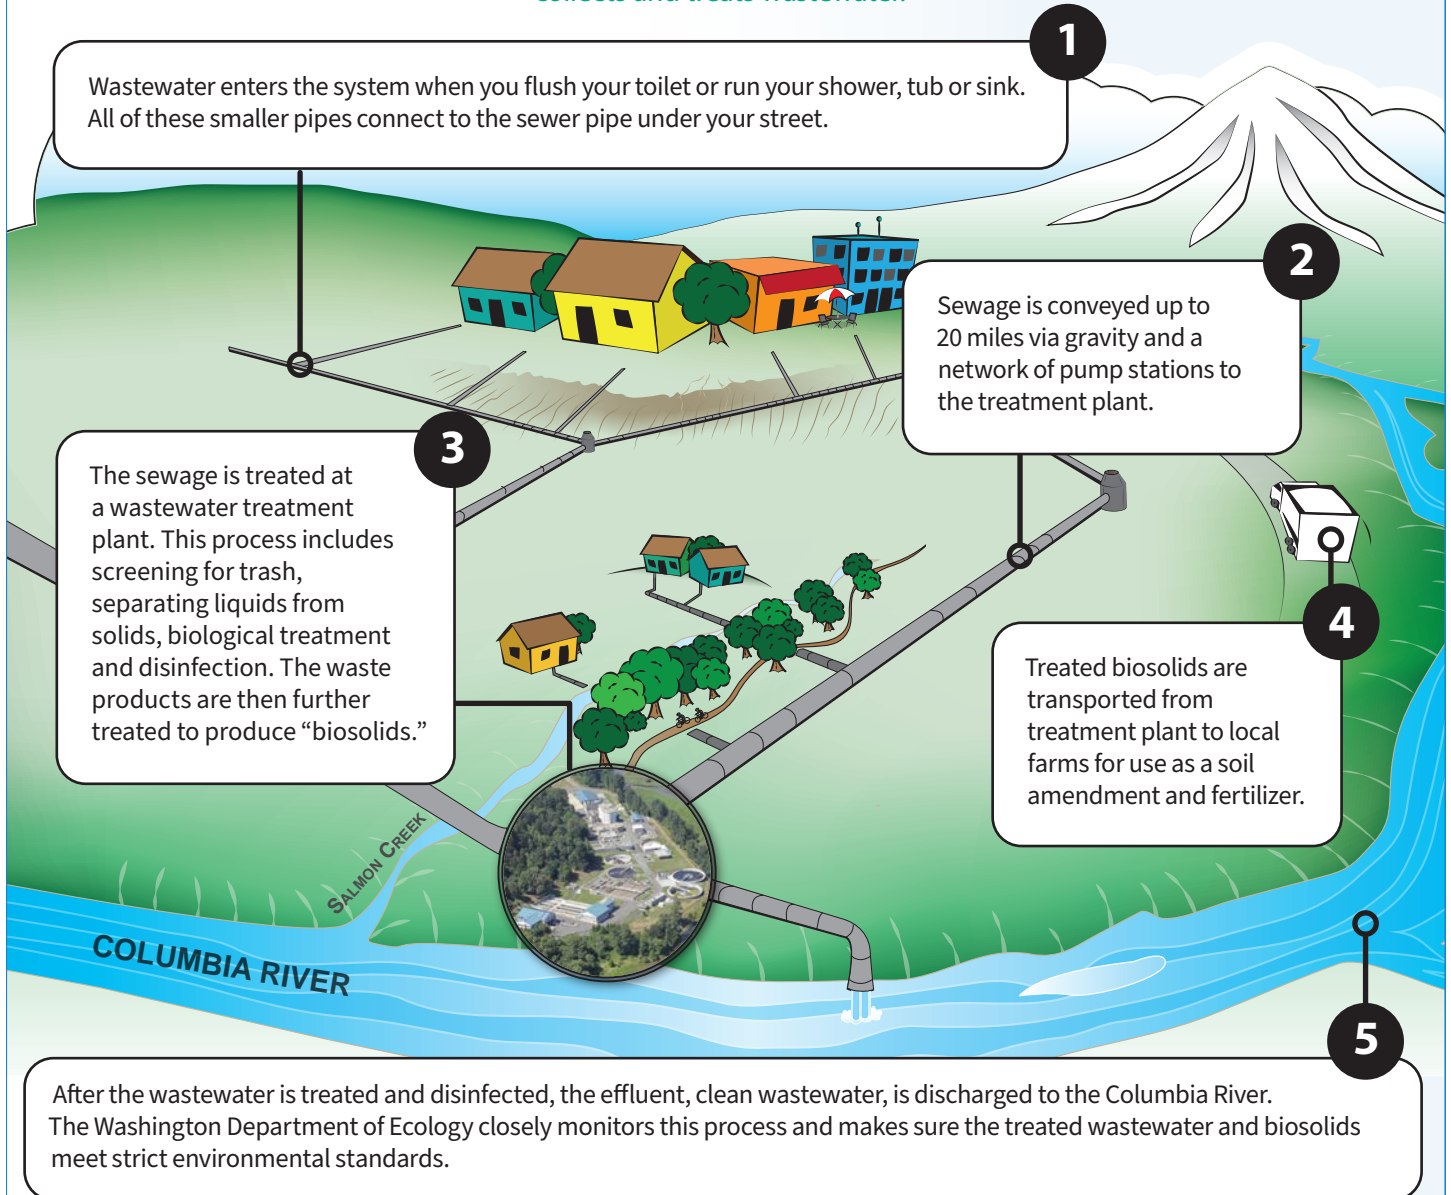 1
Wastewater enters the system when you flush your toilet or run your shower, tub or sink.
All of these smaller pipes connect to the sewer pipe under your street.
2
Sewage is conveyed up to
20 miles via gravity and a
network of pump stations to
the treatment plant.
3
The sewage is treated at
a wastewater treatment
plant. This process includes
screening for trash,
separating liquids from
solids, biological treatment
and disinfection. The waste
products are then further
treated to produce “biosolids.”
4
Treated biosolids are
transported from
treatment plant to local
farms for use as a soil
amendment and fertilizer.
SALMON CREEK
COLUMBIA RIVER
5
After the wastewater is treated and disinfected, the effluent, clean wastewater, is discharged to the Columbia River.
The Washington Department of Ecology closely monitors this process and makes sure the treated wastewater and biosolids
meet strict environmental standards.